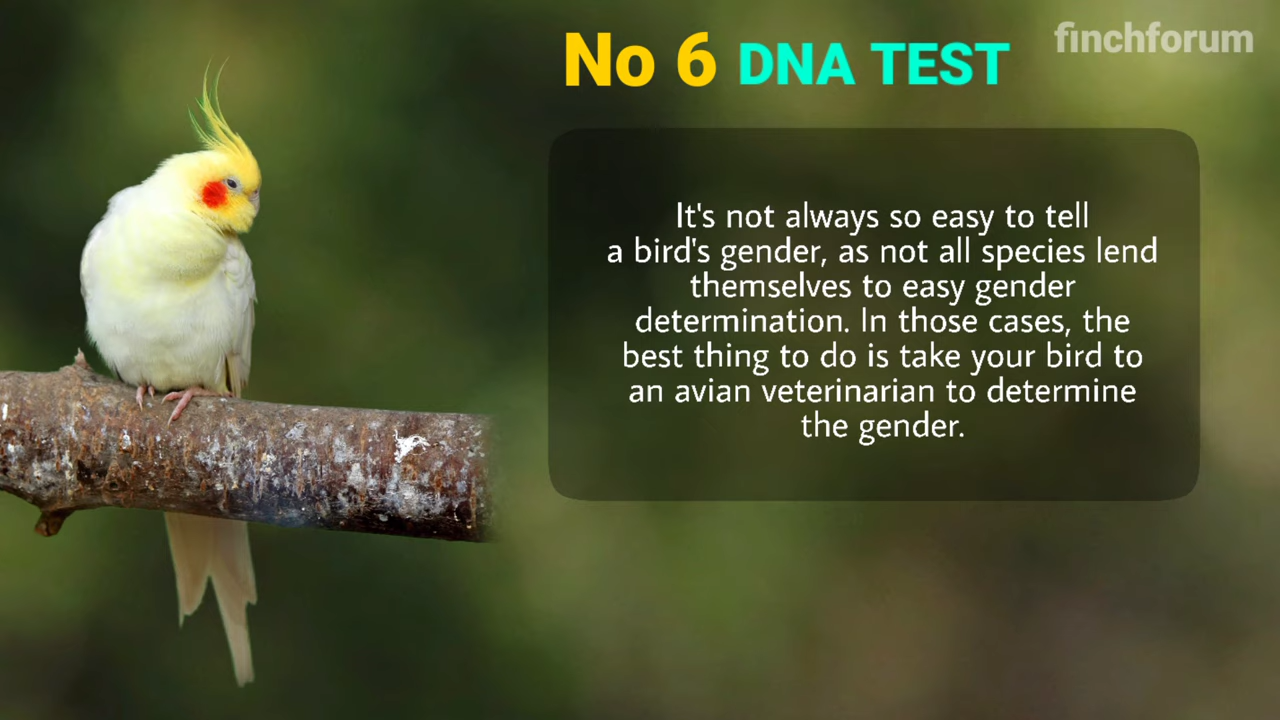 No 6 DNA TEST
finchforum
It's not always so easy to tell
a bird's gender, as not all species lend
themselves to easy gender
determination. In those cases, the
best thing to do is take your bird to
an avian veterinarian to determine
the gender.